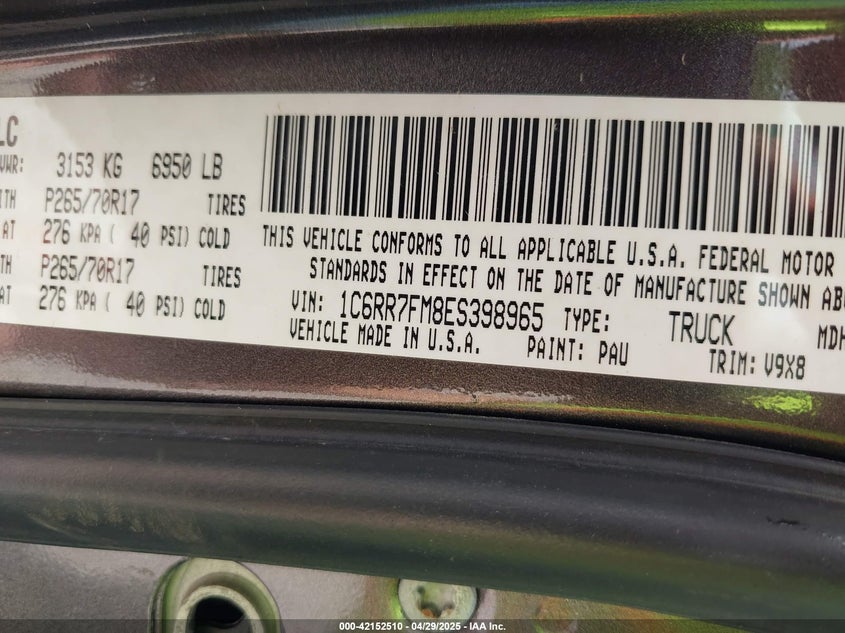 LC
VWR: 3153 KG 6950 LB
ITH P265/70R17 TIRES
AT 276 KPA ( 40 PSI) COLD
TH P265/70R17 TIRES
AT 276 KPA ( 40 PSI) COLD
THIS VEHICLE CONFORMS TO ALL APPLICABLE U.S.A. FEDERAL MOTOR
STANDARDS IN EFFECT ON THE DATE OF MANUFACTURE SHOWN ABO
VIN: 1C6RR7FM8ES398965 TYPE: TRUCK MDH
VEHICLE MADE IN U.S.A. PAINT: PAU TRIM: V9X8
000-42152510 - 04/29/2025 - IAA Inc.